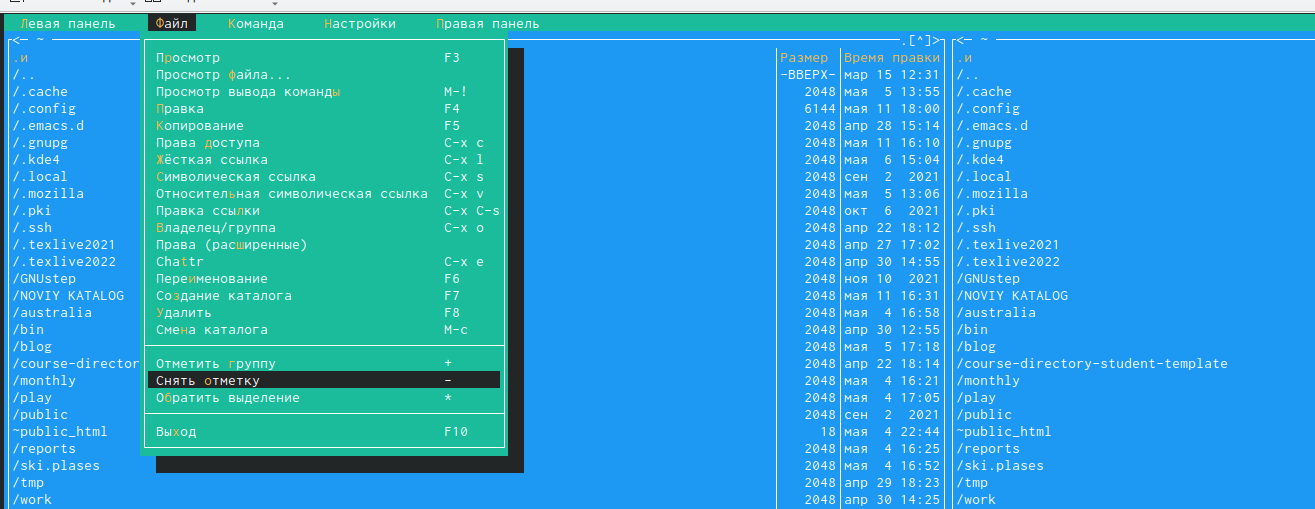 Левая панель Файл Команда Настройки Правая панель
<— ~ .[^]> <— ~
.и Просмотр F3 Размер Время правки .и
/.. Просмотр файла... -ВВЕРХ- мар 15 12:31 /..
/.cache Просмотр вывода команды M-! 2048 мая 5 13:55 /.cache
/.config Правка F4 6144 мая 11 18:00 /.config
/.emacs.d Копирование F5 2048 апр 28 15:14 /.emacs.d
/.gnupg Права доступа C-x c 2048 мая 11 16:10 /.gnupg
/.kde4 Жёсткая ссылка C-x l 2048 мая 6 15:04 /.kde4
/.local Символическая ссылка C-x s 2048 сен 2 2021 /.local
/.mozilla Относительная символическая ссылка C-x v 2048 мая 5 13:06 /.mozilla
/.pki Правка ссылки C-x C-s 2048 окт 6 2021 /.pki
/.ssh Владелец/группа C-x o 2048 апр 22 18:12 /.ssh
/.texlive2021 Права (расширенные) 2048 апр 27 17:02 /.texlive2021
/.texlive2022 Chattr C-x e 2048 апр 30 14:55 /.texlive2022
/GNUstep Переименование F6 2048 ноя 10 2021 /GNUstep
/NOVIY KATALOG Создание каталога F7 2048 мая 11 16:31 /NOVIY KATALOG
/australia Удалить F8 2048 мая 4 16:58 /australia
/bin Смена каталога M-c 2048 апр 30 12:55 /bin
/blog 2048 мая 5 17:18 /blog
/course-director Отметить группу + 2048 апр 22 18:14 /course-directory-student-template
/monthly Снять отметку - 2048 мая 4 16:21 /monthly
/play Обратить выделение * 2048 мая 4 17:05 /play
/public 2048 сен 2 2021 /public
~public_html Выход F10 18 мая 4 22:44 ~public_html
/reports 2048 мая 4 16:25 /reports
/ski.plases 2048 мая 4 16:52 /ski.plases
/tmp 2048 апр 29 18:23 /tmp
/work 2048 апр 30 14:25 /work